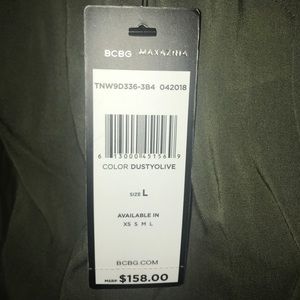 BCBG MAXAZRIA
TNW9D336-3B4 042018
6 13000 45156 9
COLOR DUSTYOLIVE
SIZE L
AVAILABLE IN
XS S M L
BCBG.COM
MSRP $158.00